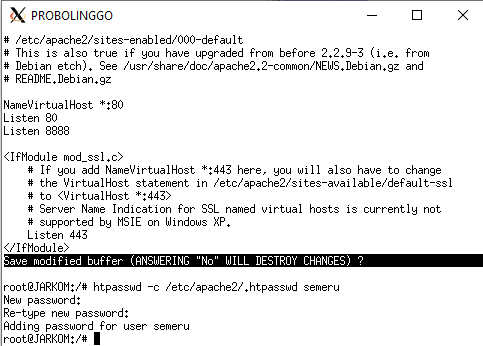 PROBOLINGGO
# /etc/apache2/sites-enabled/000-default
# This is also true if you have upgraded from before 2.2.9-3 (i.e. from
# Debian etch). See /usr/share/doc/apache2.2-common/NEWS.Debian.gz and
# README.Debian.gz
NameVirtualHost *:80
Listen 80
Listen 8888
<IfModule mod_ssl.c>
    # If you add NameVirtualHost *:443 here, you will also have to change
    # the VirtualHost statement in /etc/apache2/sites-available/default-ssl
    # to <VirtualHost *:443>
    # Server Name Indication for SSL named virtual hosts is currently not
    # supported by MSIE on Windows XP.
    Listen 443
</IfModule>
Save modified buffer (ANSWERING "No" WILL DESTROY CHANGES) ?
root@JARKOM:/# htpasswd -c /etc/apache2/.htpasswd semeru
New password:
Re-type new password:
Adding password for user semeru
root@JARKOM:/#